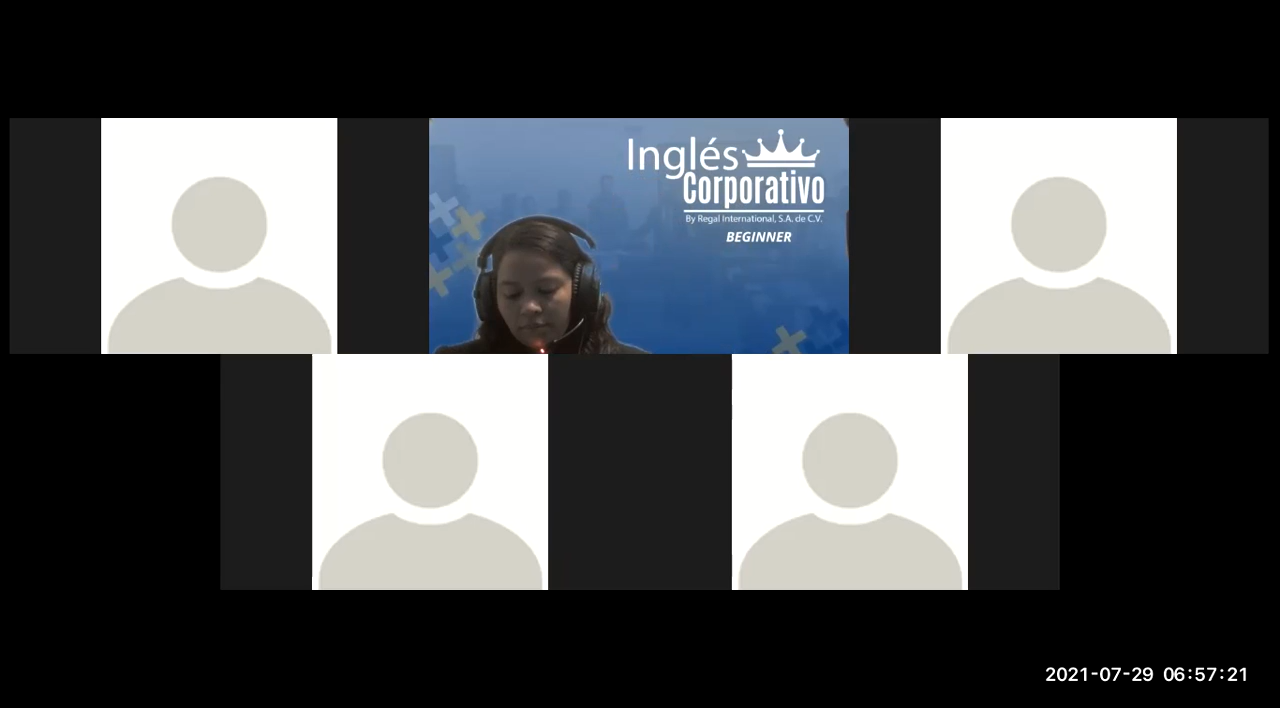 Inglés
Corporativo
By Regal International, S.A. de C.V.
BEGINNER
2021-07-29 06:57:21